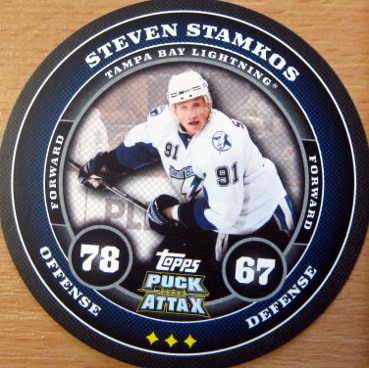 STEVEN STAMKOS
TAMPA BAY LIGHTNING®
FORWARD
FORWARD
91
91
78
67
OFFENSE
DEFENSE
TOPPS
PUCK
ATTAX